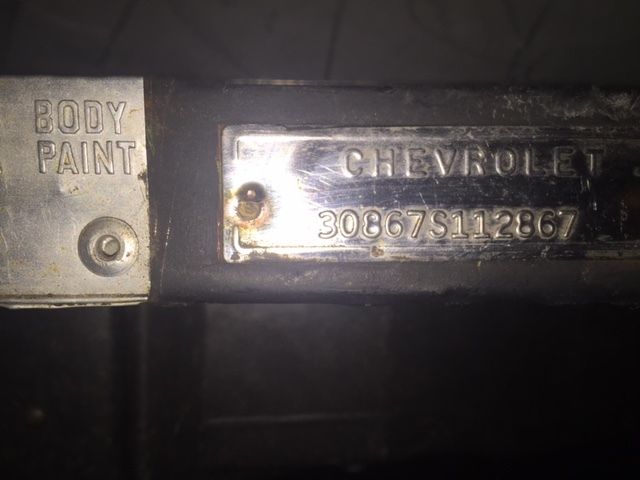 BODY
PAINT
CHEVROLET
30867S112867